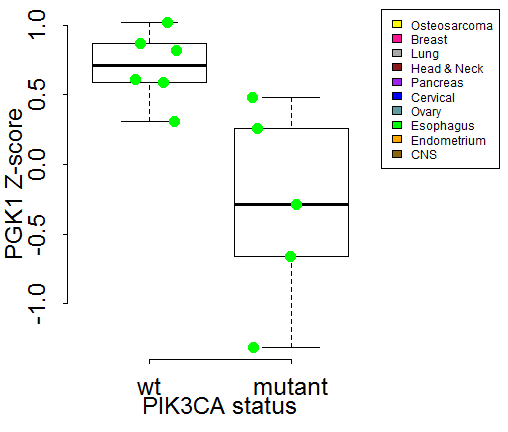 PGK1 Z-score
1.0
0.5
0.0
-0.5
-1.0
wt
mutant
PIK3CA status
Osteosarcoma
Breast
Lung
Head & Neck
Pancreas
Cervical
Ovary
Esophagus
Endometrium
CNS